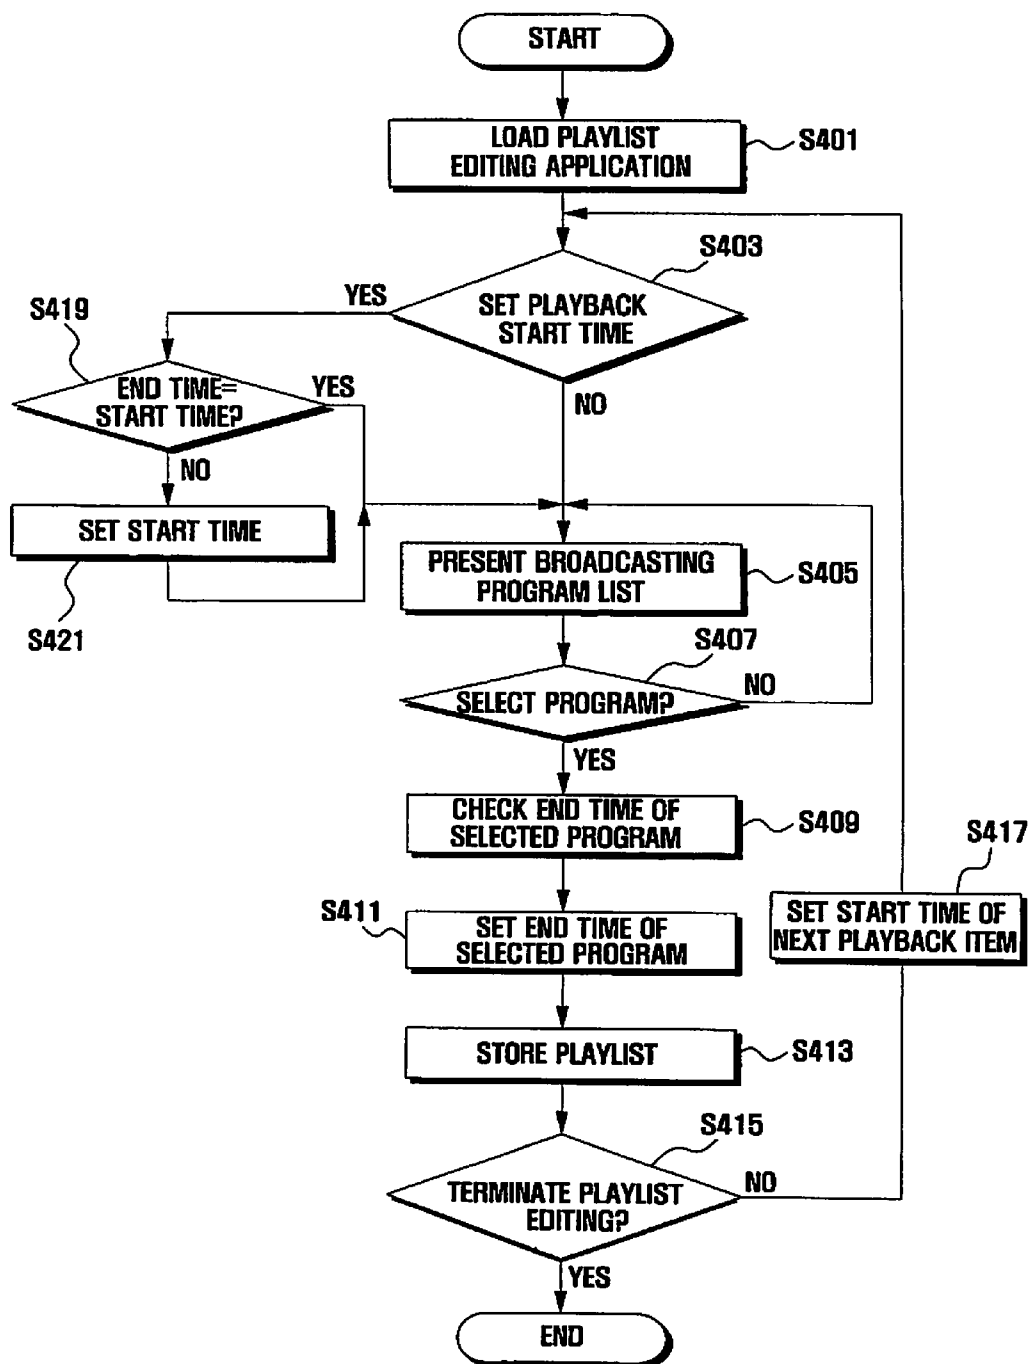 START
LOAD PLAYLIST
EDITING APPLICATION
S401
S403
SET PLAYBACK
START TIME
YES
NO
S419
END TIME=
START TIME?
YES
NO
SET START TIME
S421
PRESENT BROADCASTING
PROGRAM LIST
S405
S407
SELECT PROGRAM?
NO
YES
CHECK END TIME OF
SELECTED PROGRAM
S409
S411
SET END TIME OF
SELECTED PROGRAM
S417
SET START TIME OF
NEXT PLAYBACK ITEM
STORE PLAYLIST
S413
S415
TERMINATE PLAYLIST
EDITING?
NO
YES
END